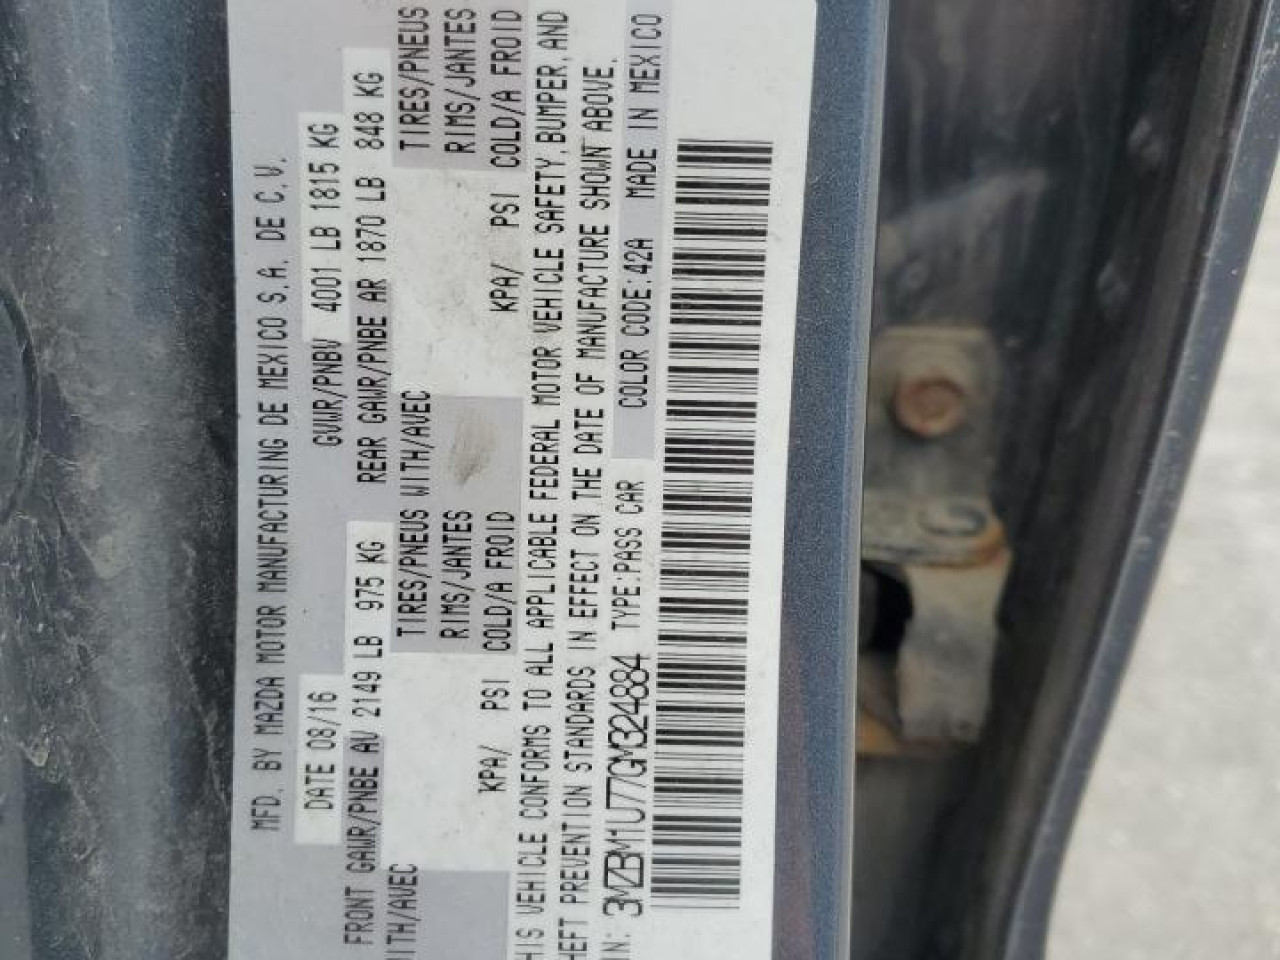 MFD. BY MAZDA MOTOR MANUFACTURING DE MEXICO S.A. DE C.V.
DATE 08/16 GVWR/PNBV 4001 LB 1815 KG
FRONT GAWR/PNBE AV 2149 LB 975 KG REAR GAWR/PNBE AR 1870 LB 848 KG
ITH/AVEC TIRES/PNEUS WITH/AVEC TIRES/PNEUS
RIMS/JANTES RIMS/JANTES
KPA/ PSI COLD/A FROID KPA/ PSI COLD/A FROID
HIS VEHICLE CONFORMS TO ALL APPLICABLE FEDERAL MOTOR VEHICLE SAFETY, BUMPER, AND
HEFT PREVENTION STANDARDS IN EFFECT ON THE DATE OF MANUFACTURE SHOWN ABOVE.
IN: 3MZBM1U77GM324884 TYPE:PASS CAR COLOR CODE:42A MADE IN MEXICO